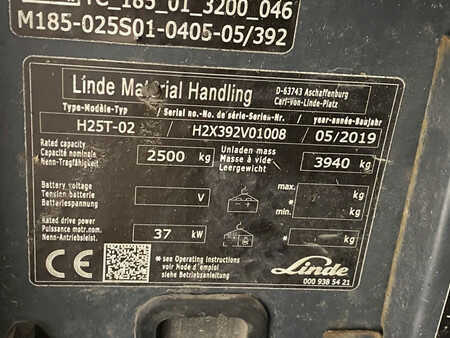 TC_185_01_3200_046
M185-025S01-0405-05/392
Linde Material Handling
D-63743 Aschaffenburg
Carl-von-Linde-Platz
Type-Modèle-Typ / Serial no.-No. de série-Serien-Nr. / year-année-Baujahr
H25T-02 / H2X392V01008 / 05/2019
Rated capacity
Capacité nominale
Nenn-Tragfähigkeit
2500 kg
Unladen mass
Masse à vide
Leergewicht
3940 kg
Battery voltage
Tension batterie
Batteriespannung
V
max. kg
*
min. kg
Rated drive power
Puissance motr.nom
Nenn-Antriebsleist.
37 kW
* kg
CE
*see Operating Instructions
voir Mode d'emploi
siehe Betriebsanleitung
Linde
000 938 54 21